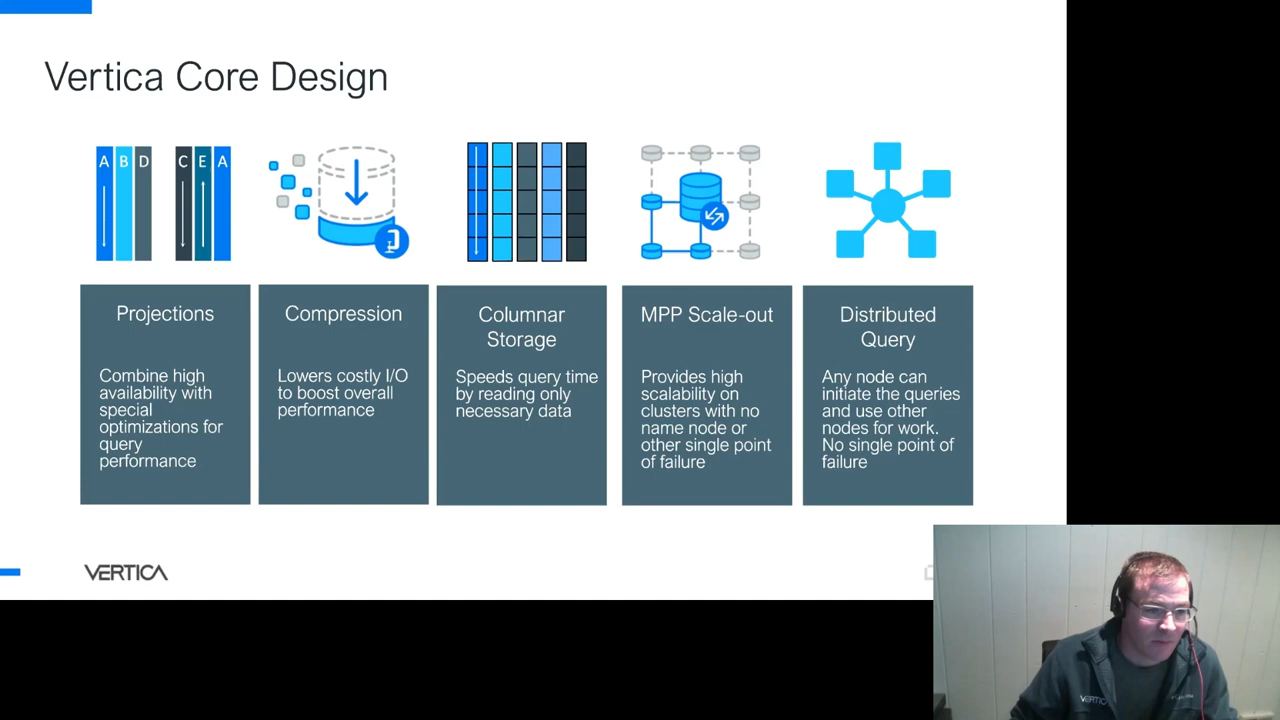 Vertica Core Design
A B D C E A
Projections
Combine high
availability with
special
optimizations for
query
performance
Compression
Lowers costly I/O
to boost overall
performance
Columnar
Storage
Speeds query time
by reading only
necessary data
MPP Scale-out
Provides high
scalability on
clusters with no
name node or
other single point
of failure
Distributed
Query
Any node can
initiate the queries
and use other
nodes for work.
No single point of
failure
VERTICA
VERTICA